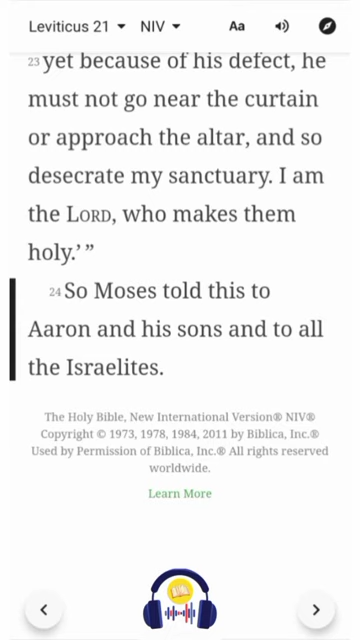 Leviticus 21 NIV Aa
23 yet because of his defect, he
must not go near the curtain
or approach the altar, and so
desecrate my sanctuary. I am
the LORD, who makes them
holy.’ ”
24 So Moses told this to
Aaron and his sons and to all
the Israelites.
The Holy Bible, New International Version® NIV®
Copyright © 1973, 1978, 1984, 2011 by Biblica, Inc.®
Used by Permission of Biblica, Inc.® All rights reserved
worldwide.
Learn More